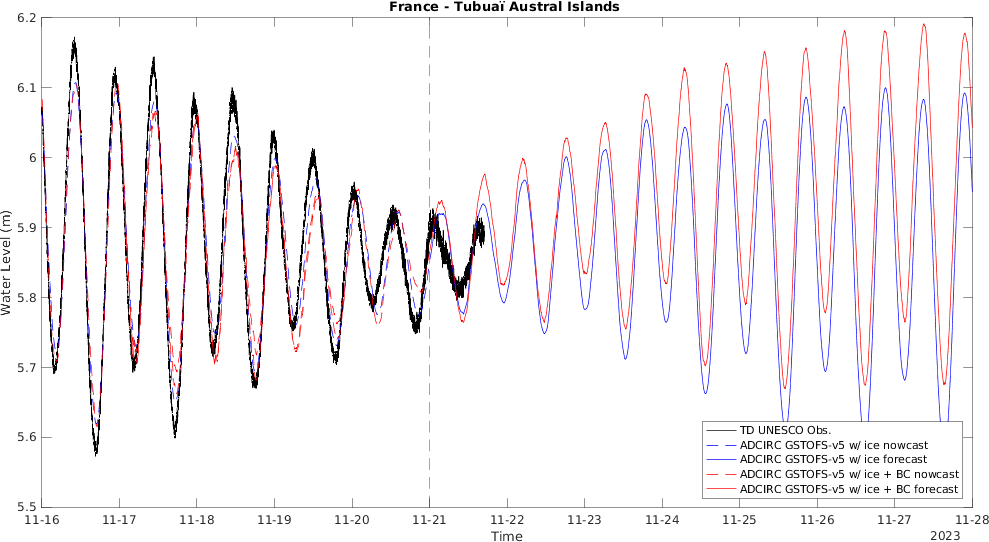 France - Tubuaï Austral Islands
Water Level (m)
6.2
6.1
6
5.9
5.8
5.7
5.6
5.5
TD UNESCO Obs.
ADCIRC GSTOFS-v5 w/ ice nowcast
ADCIRC GSTOFS-v5 w/ ice forecast
ADCIRC GSTOFS-v5 w/ ice + BC nowcast
ADCIRC GSTOFS-v5 w/ ice + BC forecast
11-16 11-17 11-18 11-19 11-20 11-21 11-22 11-23 11-24 11-25 11-26 11-27 11-28
Time
2023